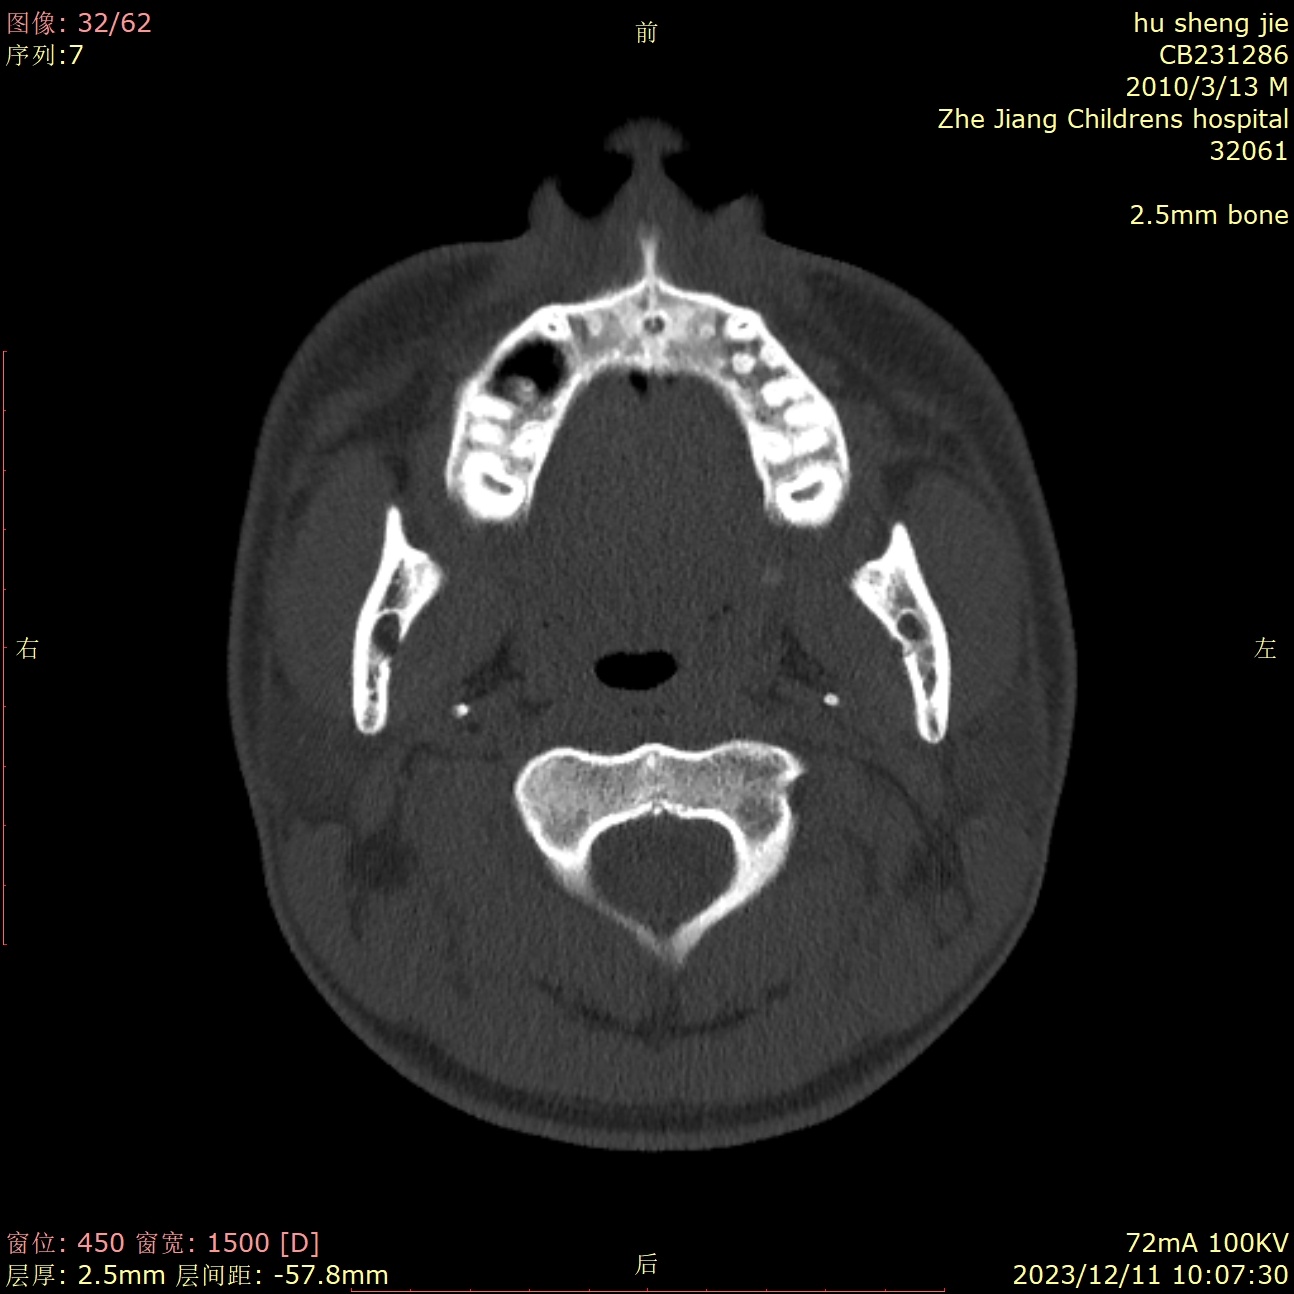 图像: 32/62
序列:7
前
hu sheng jie
CB231286
2010/3/13 M
Zhe Jiang Childrens hospital
32061
2.5mm bone
右
左
窗位: 450 窗宽: 1500 [D]
层厚: 2.5mm 层间距: -57.8mm
后
72mA 100KV
2023/12/11 10:07:30